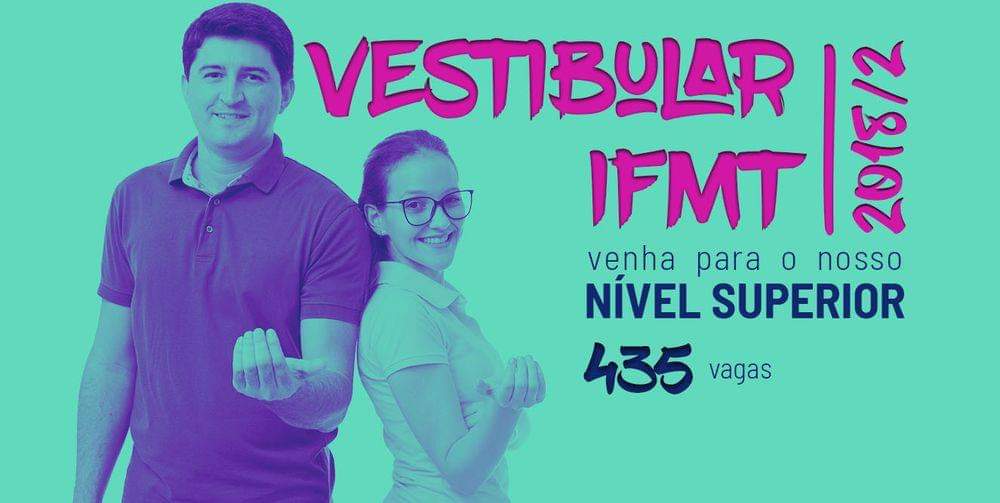 VESTIBULAR
IFMT
2018/2
venha para o nosso
NÍVEL SUPERIOR
435 vagas